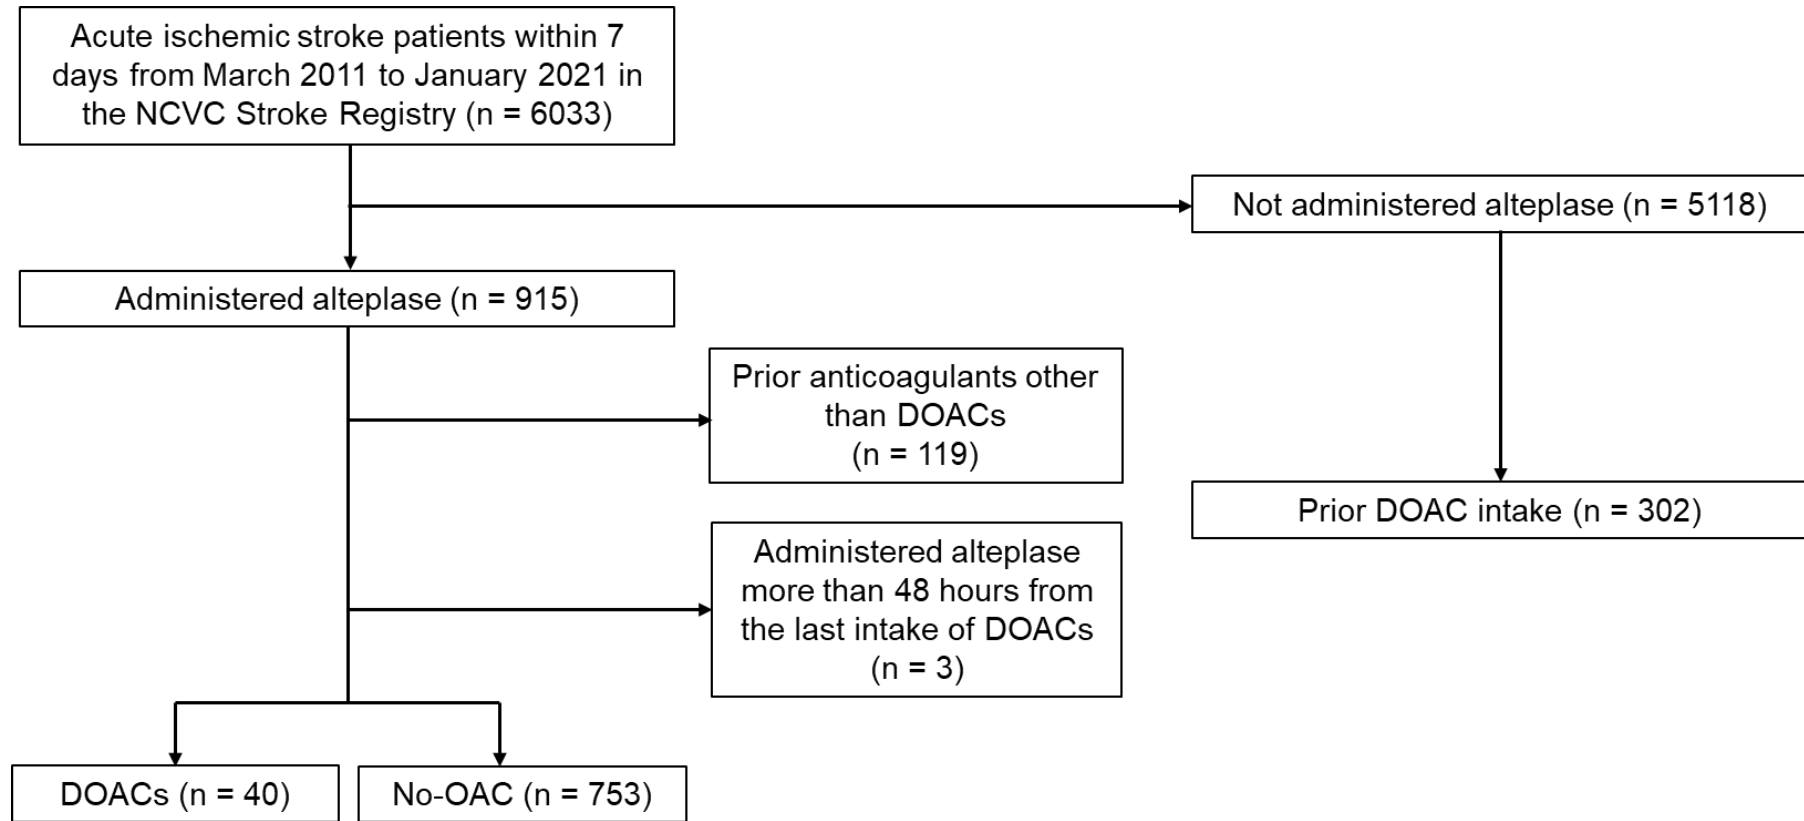 Acute ischemic stroke patients within 7
days from March 2011 to January 2021 in
the NCVC Stroke Registry (n = 6033)
Not administered alteplase (n = 5118)
Administered alteplase (n = 915)
Prior anticoagulants other
than DOACs
(n = 119)
Prior DOAC intake (n = 302)
Administered alteplase
more than 48 hours from
the last intake of DOACs
(n = 3)
DOACs (n = 40)
No-OAC (n = 753)